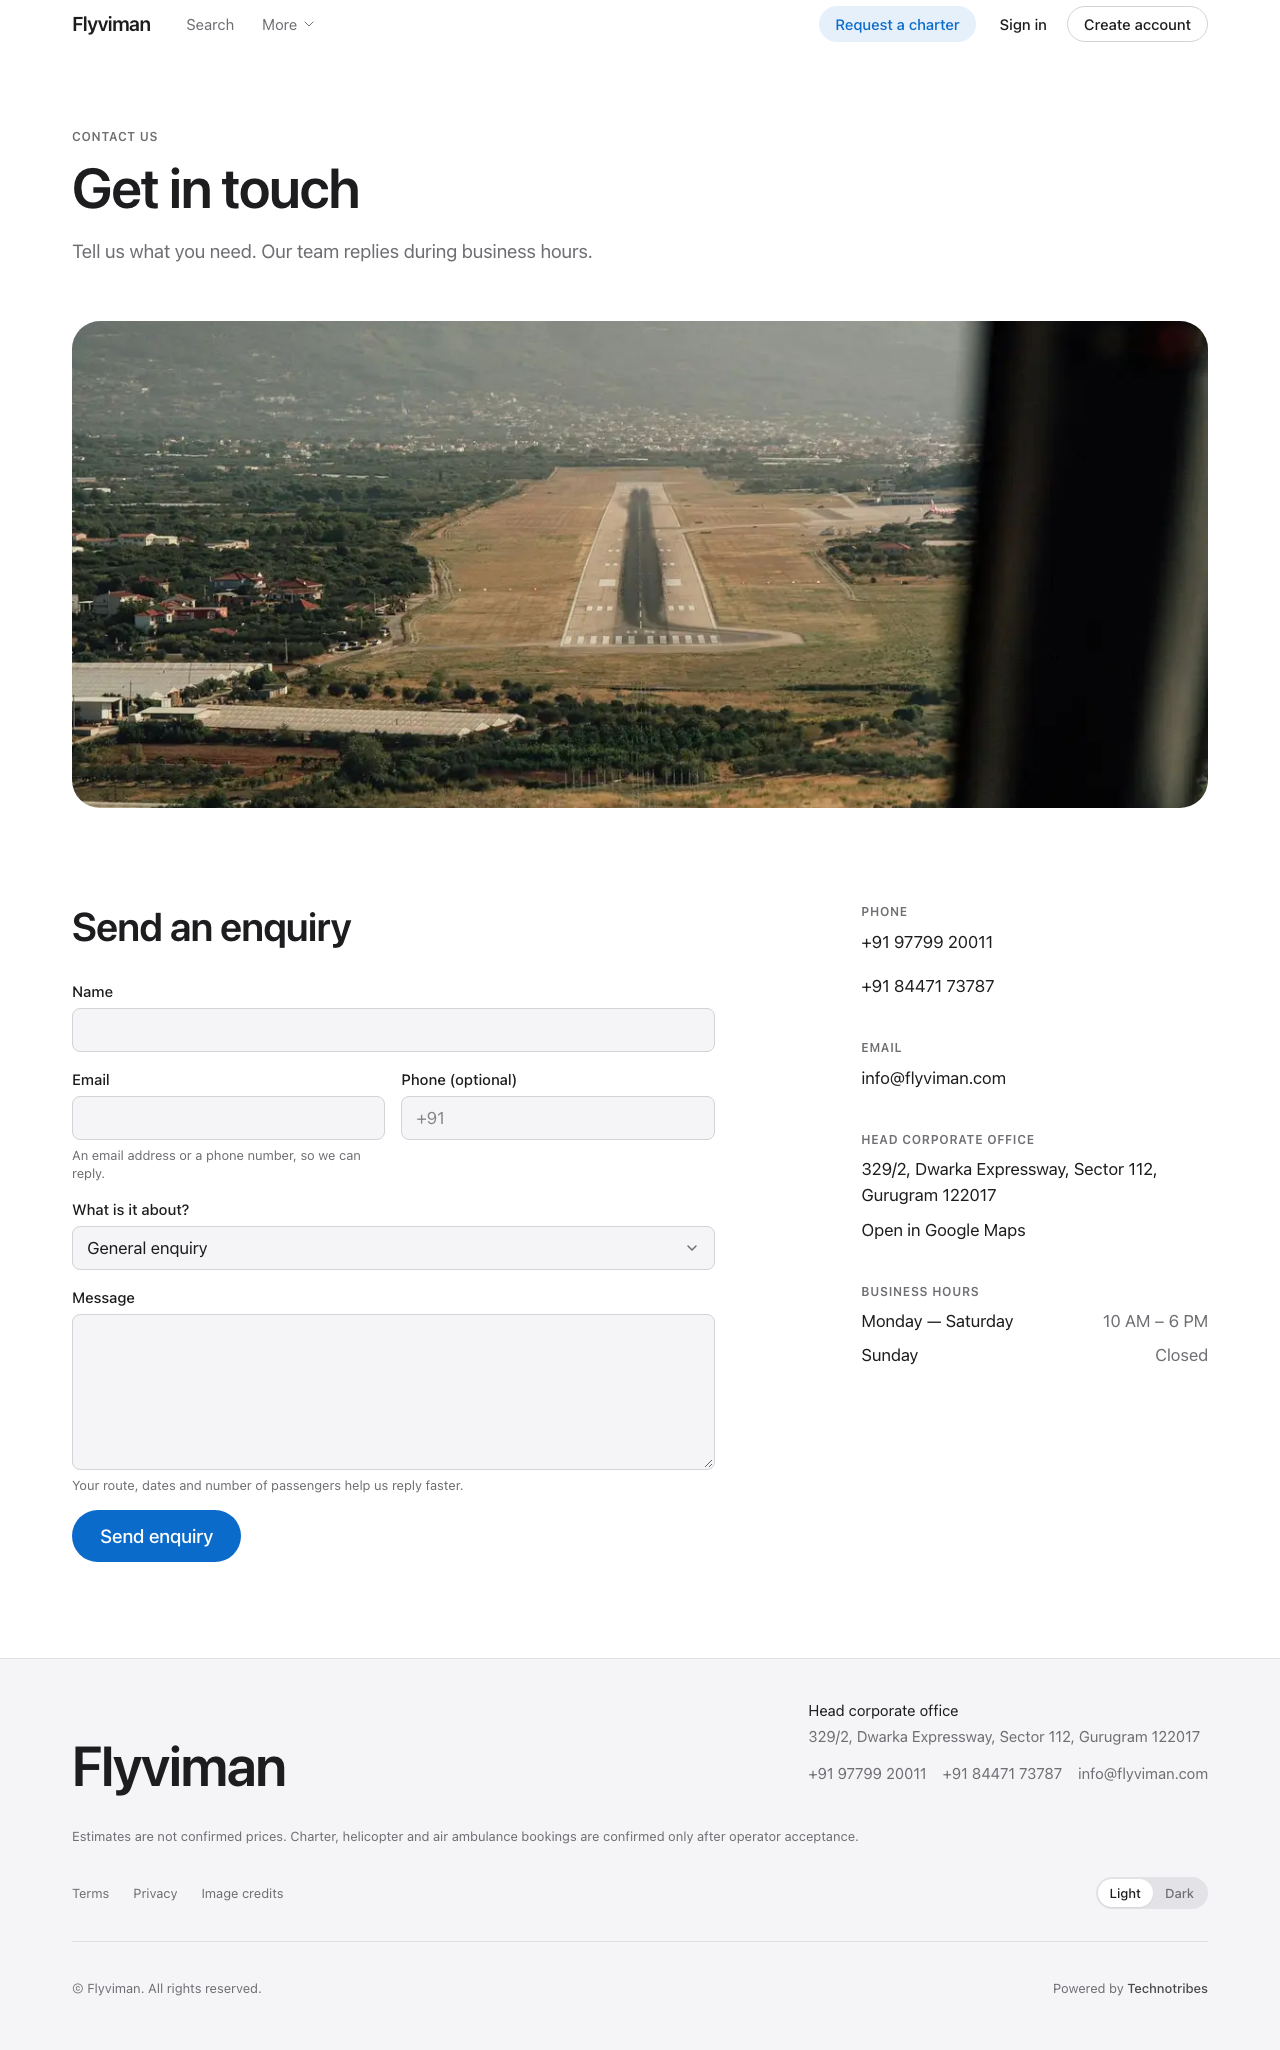 Flyviman
Search
More
Request a charter
Sign in
Create account
CONTACT US
Get in touch
Tell us what you need. Our team replies during business hours.
Send an enquiry
Name
Email
Phone (optional)
+91
An email address or a phone number, so we can
reply.
What is it about?
General enquiry
Message
Your route, dates and number of passengers help us reply faster.
Send enquiry
PHONE
+91 97799 20011
+91 84471 73787
EMAIL
info@flyviman.com
HEAD CORPORATE OFFICE
329/2, Dwarka Expressway, Sector 112,
Gurugram 122017
Open in Google Maps
BUSINESS HOURS
Monday — Saturday 10 AM – 6 PM
Sunday Closed
Flyviman
Head corporate office
329/2, Dwarka Expressway, Sector 112, Gurugram 122017
+91 97799 20011 +91 84471 73787 info@flyviman.com
Estimates are not confirmed prices. Charter, helicopter and air ambulance bookings are confirmed only after operator acceptance.
Terms Privacy Image credits
Light Dark
© Flyviman. All rights reserved.
Powered by Technotribes